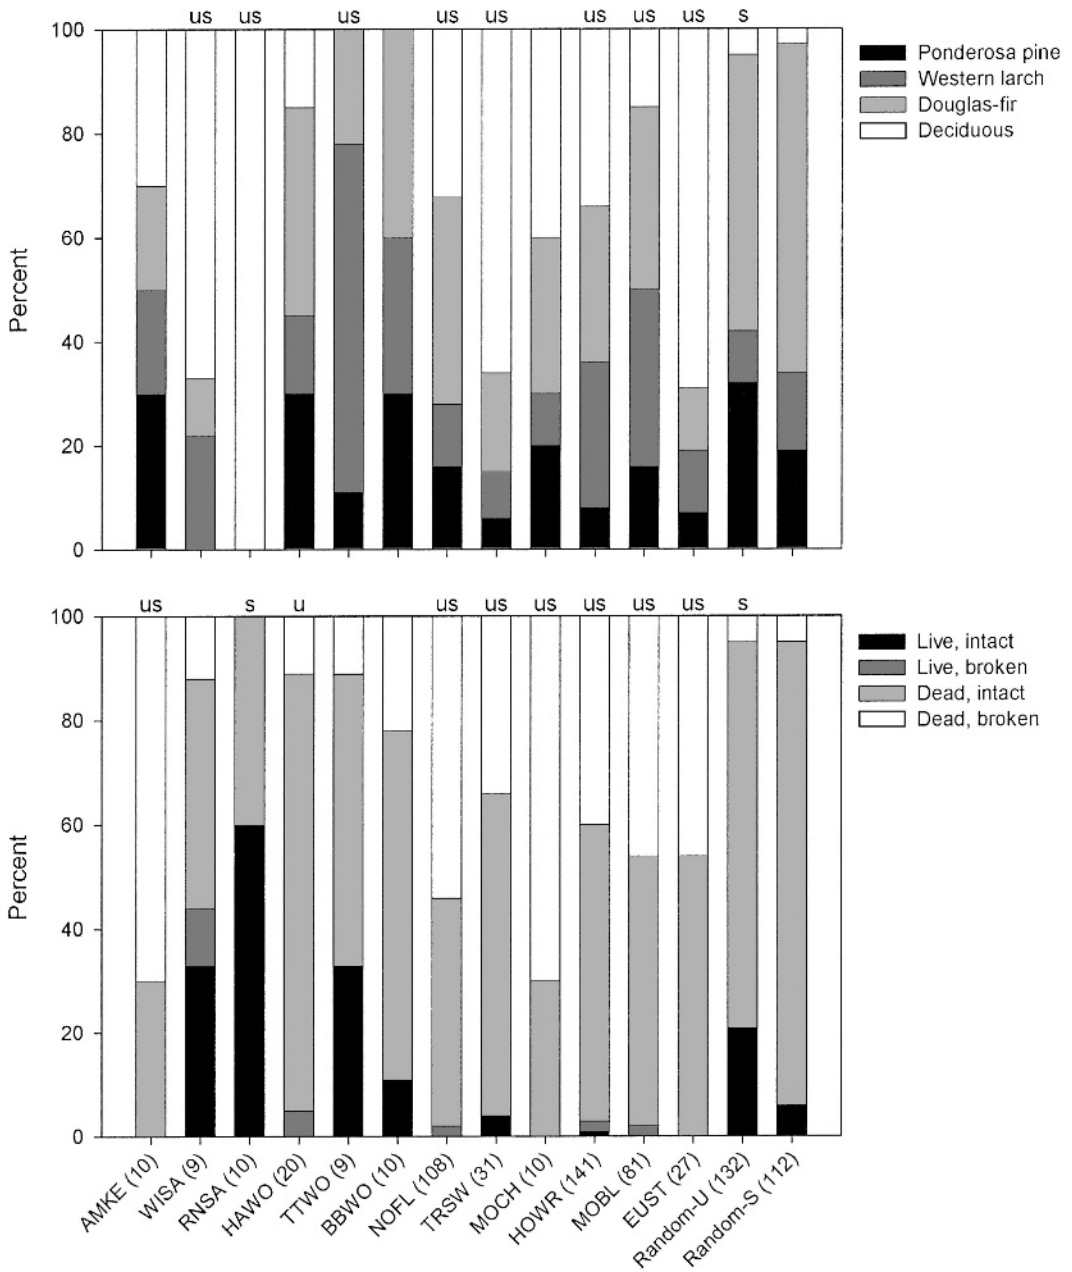 us us us us us us us us us s
100
80
60
40
20
0
Percent
Ponderosa pine
Western larch
Douglas-fir
Deciduous
us s u us us us us us us s
100
80
60
40
20
0
Percent
Live, intact
Live, broken
Dead, intact
Dead, broken
AMKE (10)
WISA (9)
RNSA (10)
HAWO (20)
TTWO (9)
BBWO (10)
NOFL (108)
TRSW (31)
MOCH (10)
HOWR (141)
MOBL (81)
EUST (27)
Random-U (132)
Random-S (112)